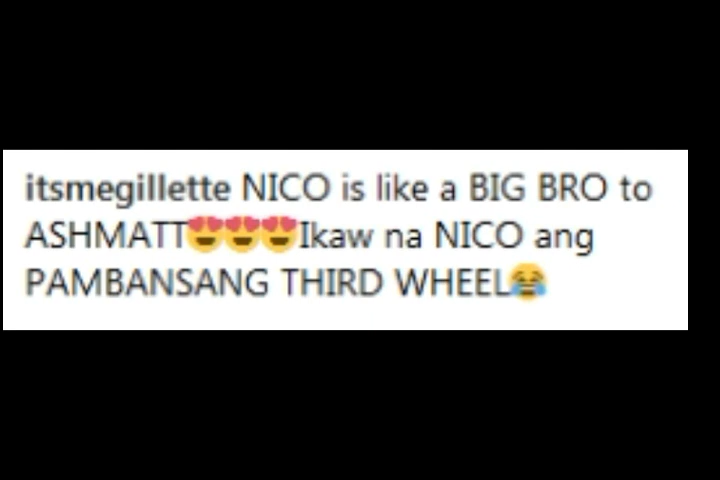 itsmegillette NICO is like a BIG BRO to
ASHMATT😍😍😍Ikaw na NICO ang
PAMBANSANG THIRD WHEEL😂